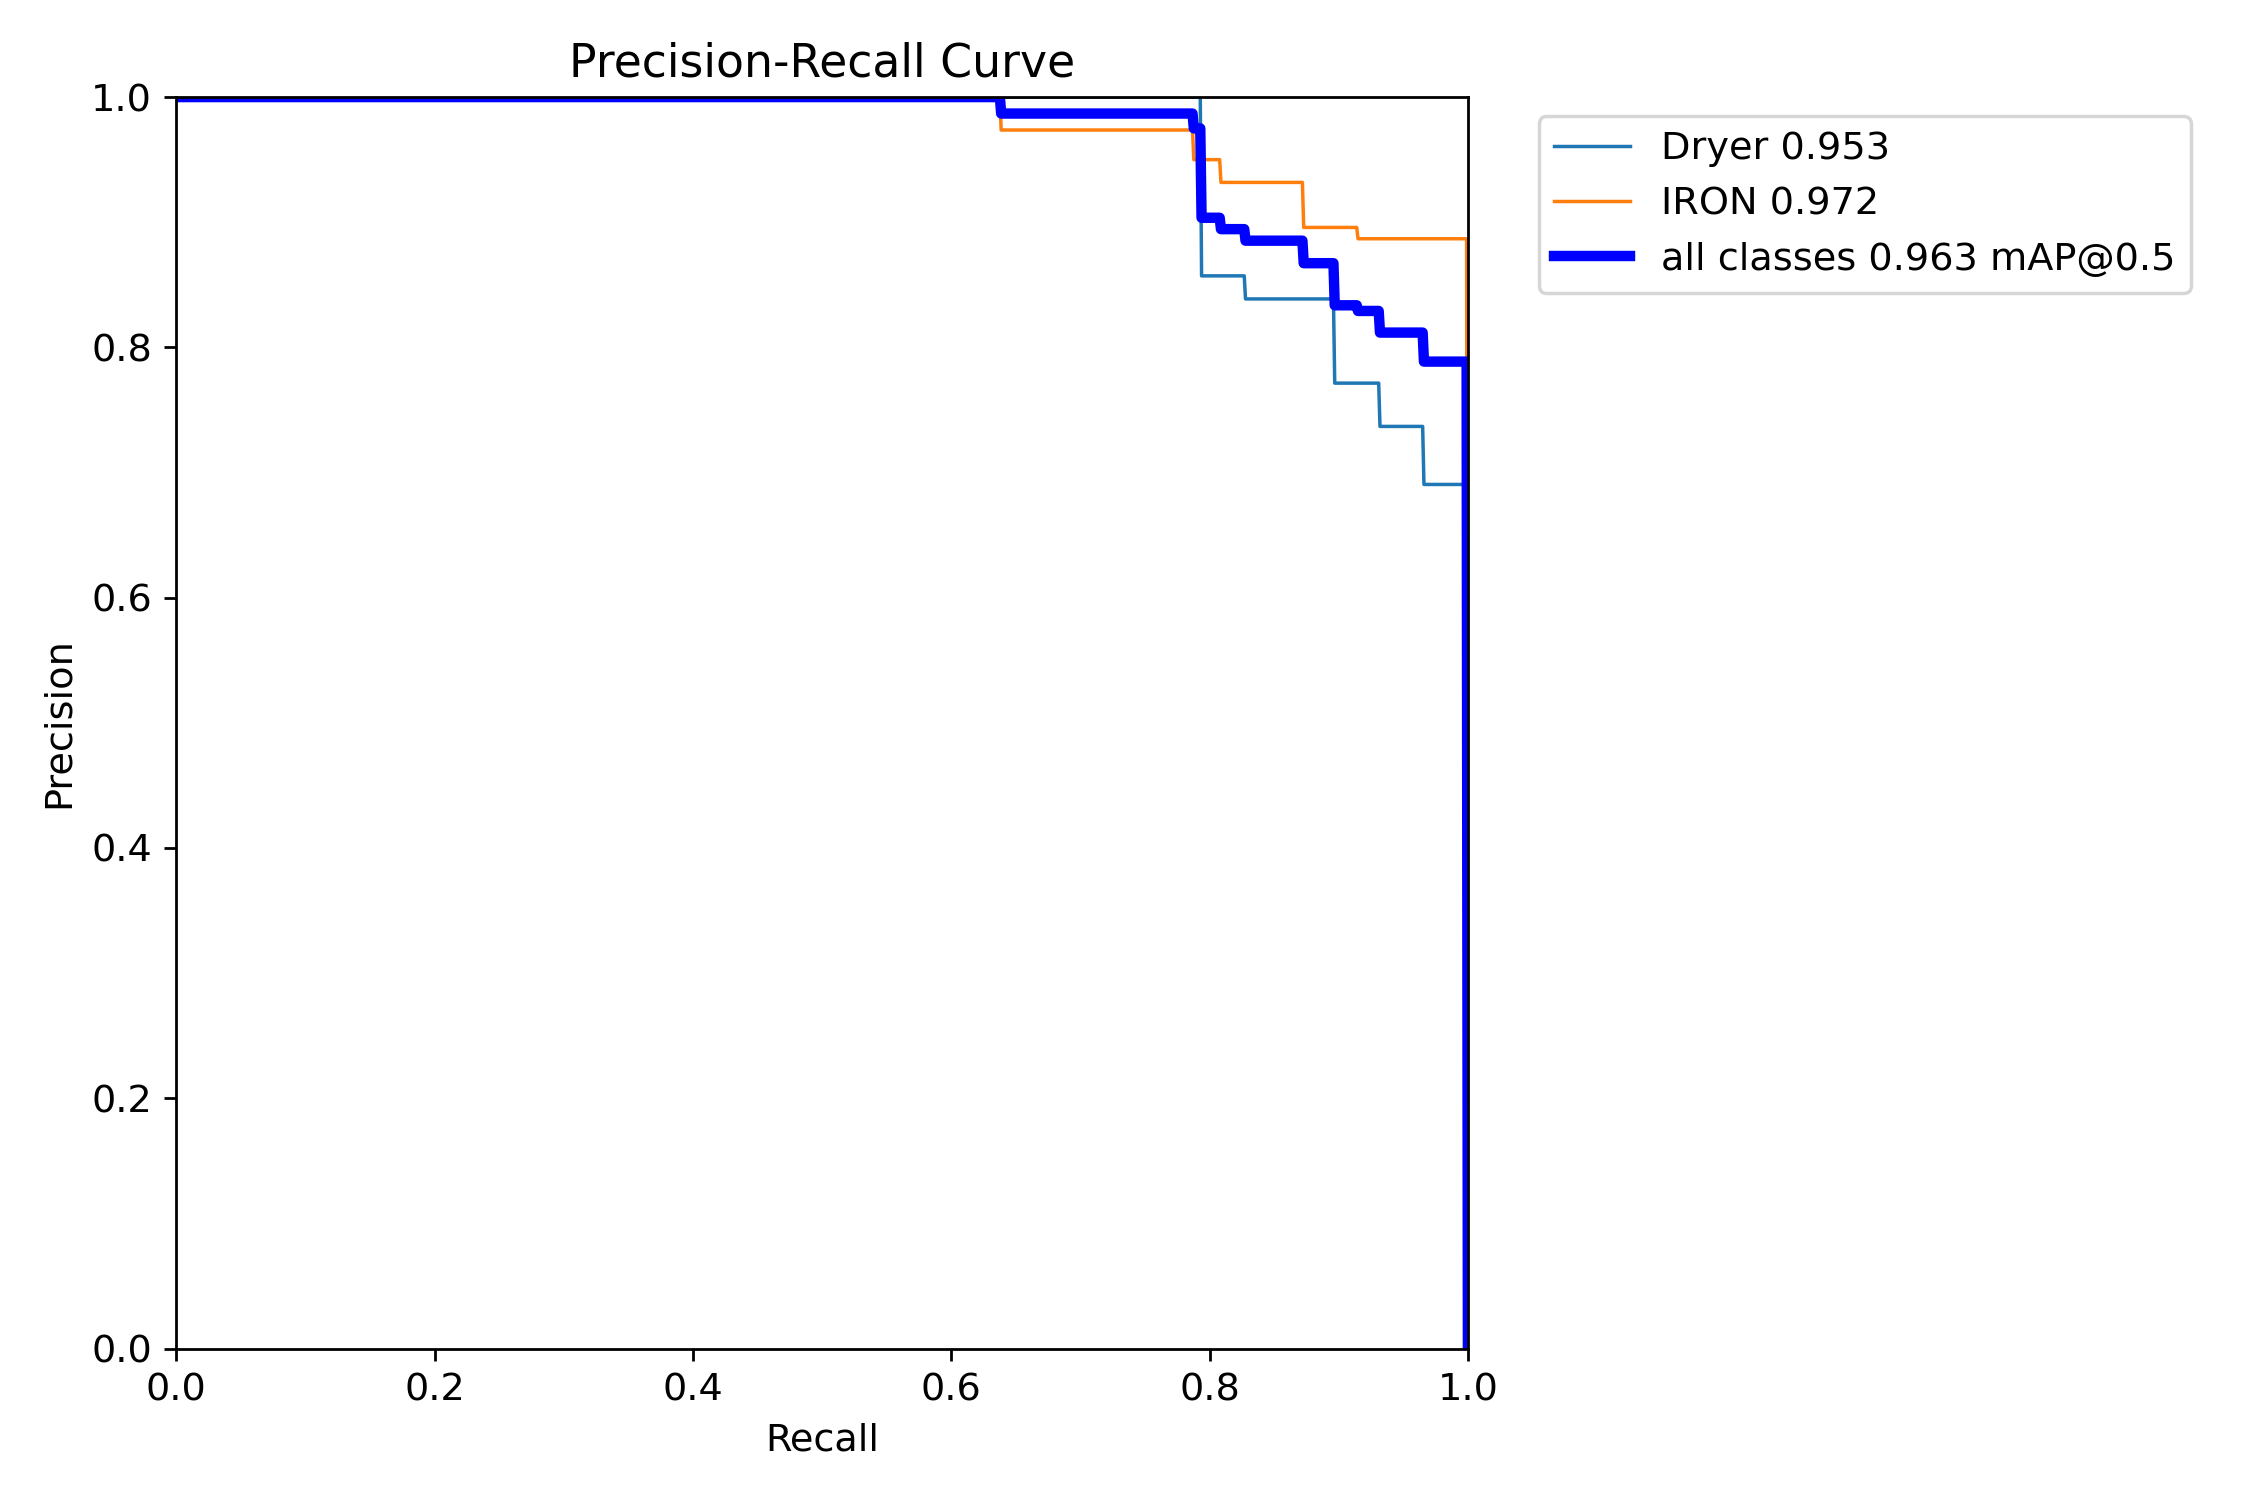 Precision-Recall Curve
1.0
0.8
0.6
0.4
0.2
0.0
Precision
0.0 0.2 0.4 0.6 0.8 1.0
Recall
Dryer 0.953
IRON 0.972
all classes 0.963 mAP@0.5